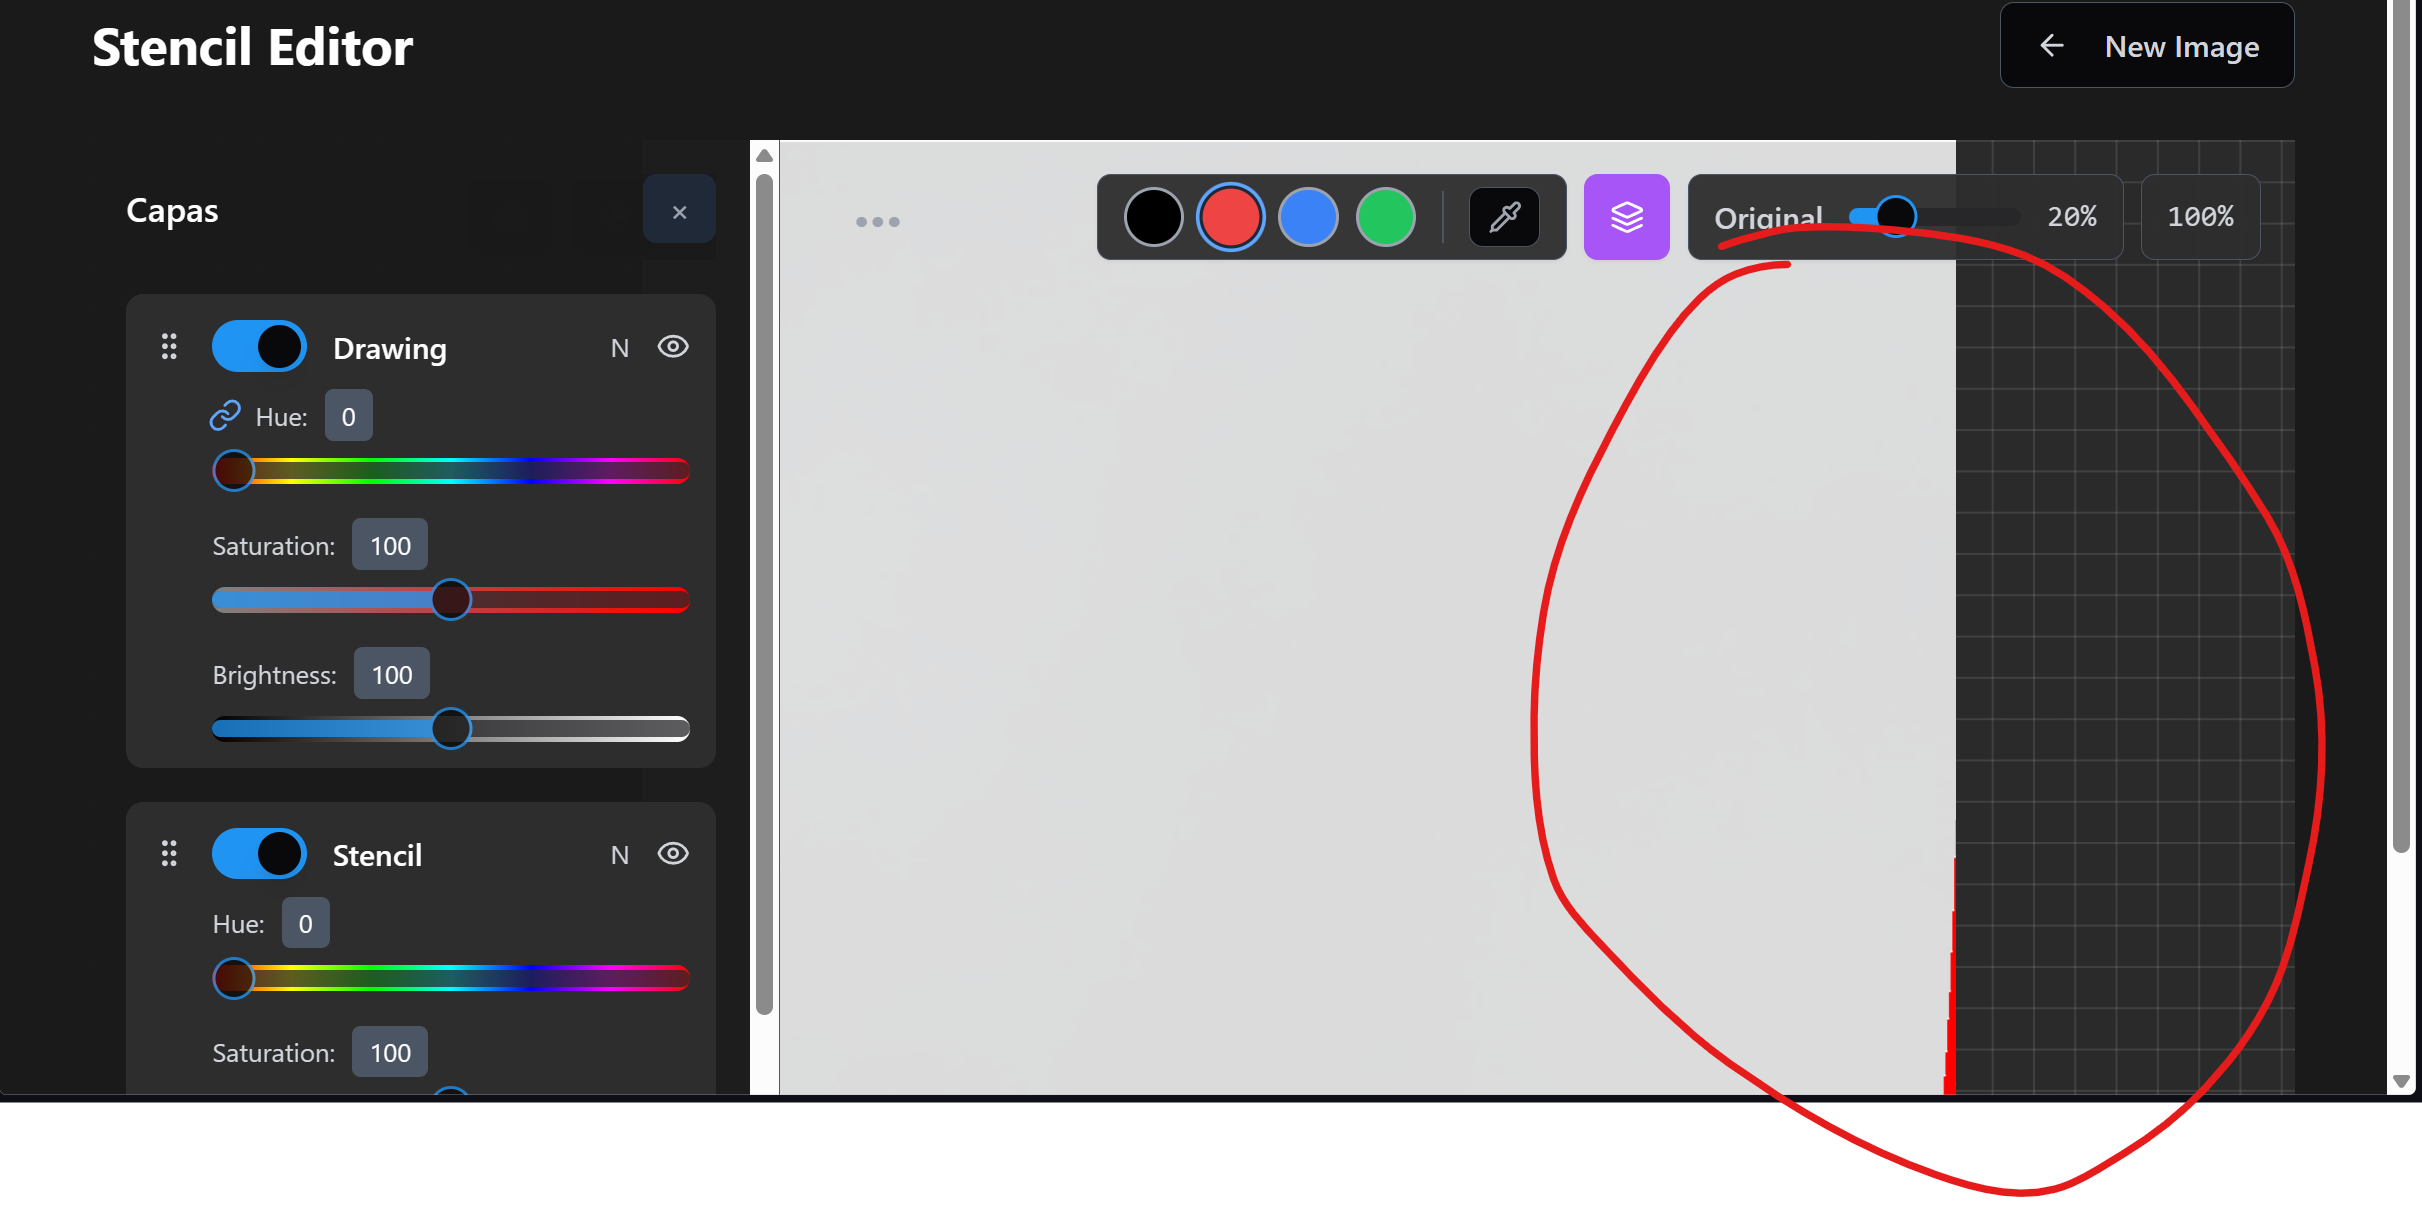 Stencil Editor
New Image
Capas
×
Original 20% 100%
Drawing N
Hue: 0
Saturation: 100
Brightness: 100
Stencil N
Hue: 0
Saturation: 100